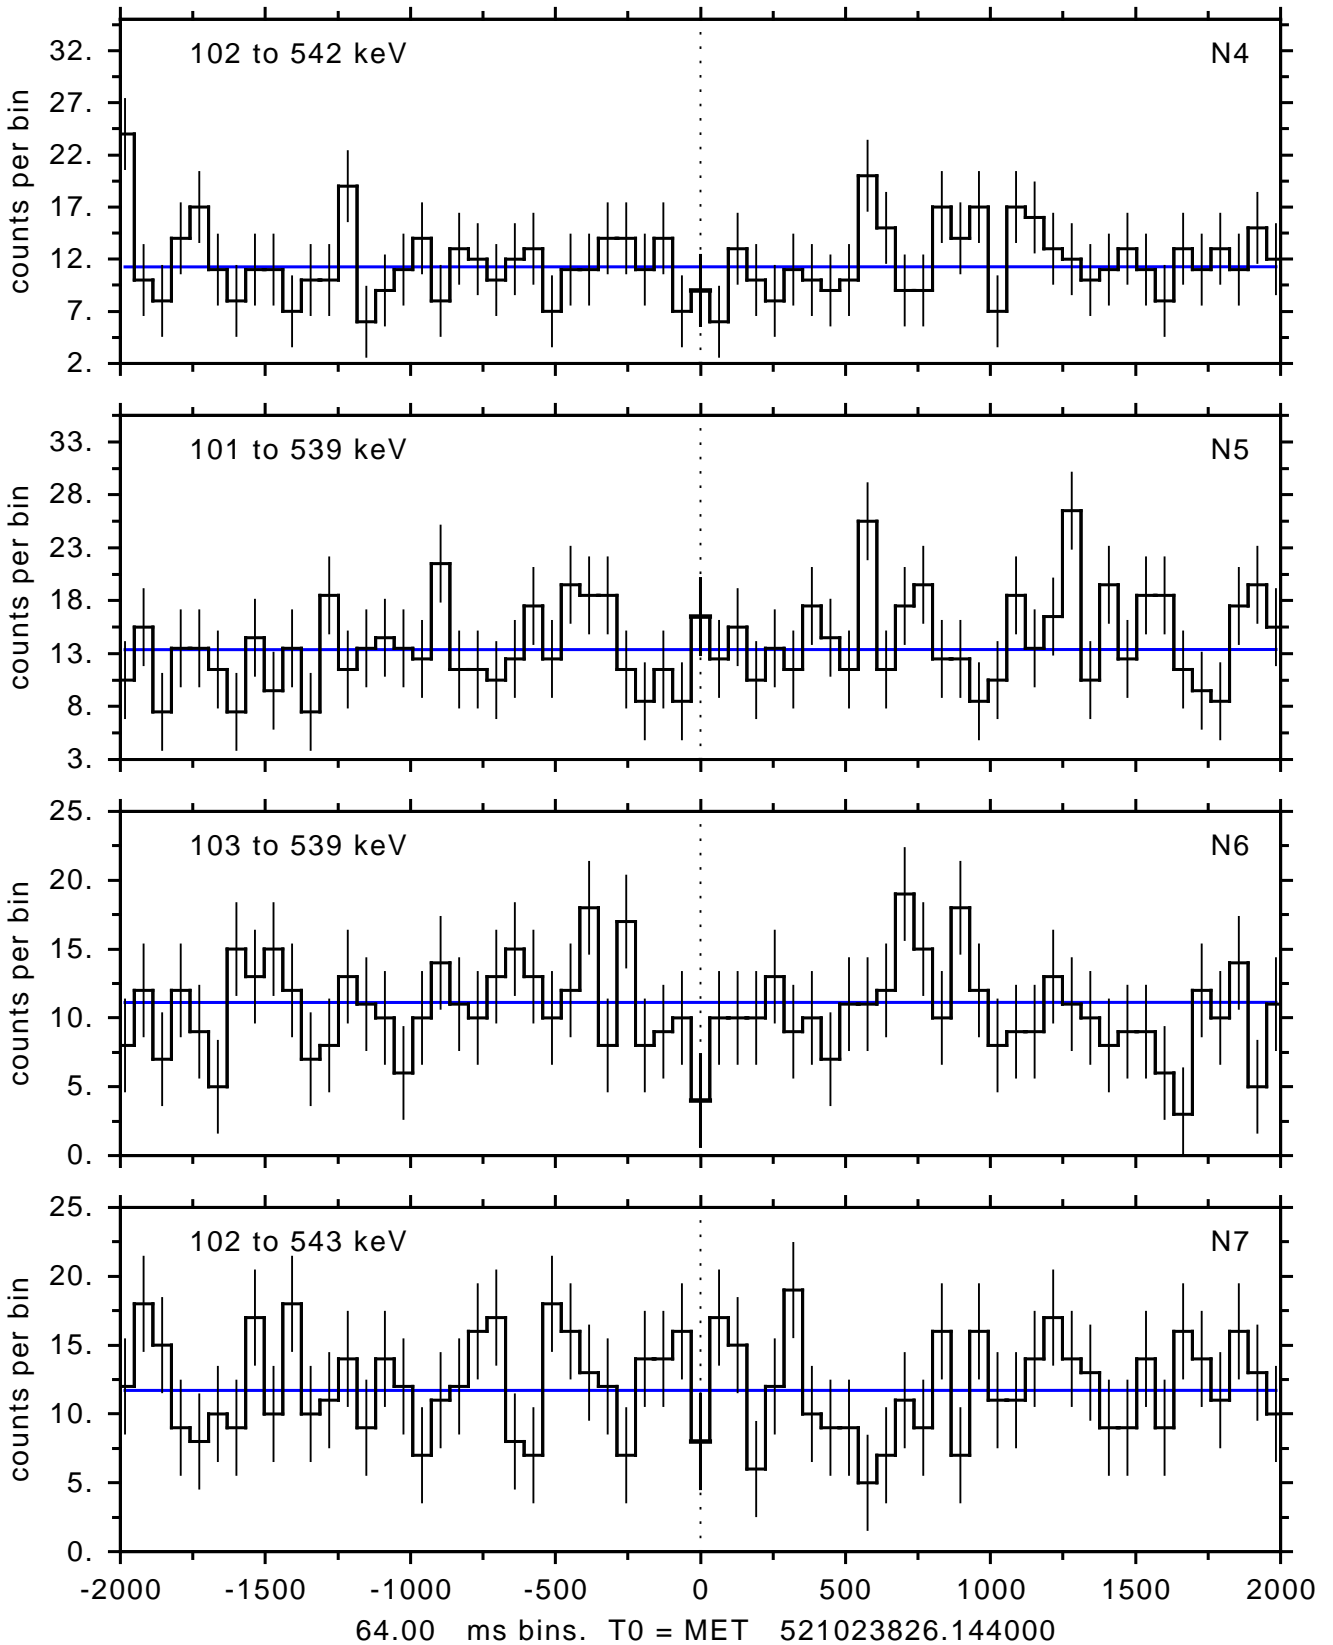 102 to 542 keV N4
32.
27.
22.
17.
12.
7.
2.
counts per bin
101 to 539 keV N5
33.
28.
23.
18.
13.
8.
3.
counts per bin
103 to 539 keV N6
25.
20.
15.
10.
5.
0.
counts per bin
102 to 543 keV N7
25.
20.
15.
10.
5.
0.
counts per bin
-2000 -1500 -1000 -500 0 500 1000 1500 2000
64.00 ms bins. T0 = MET 521023826.144000